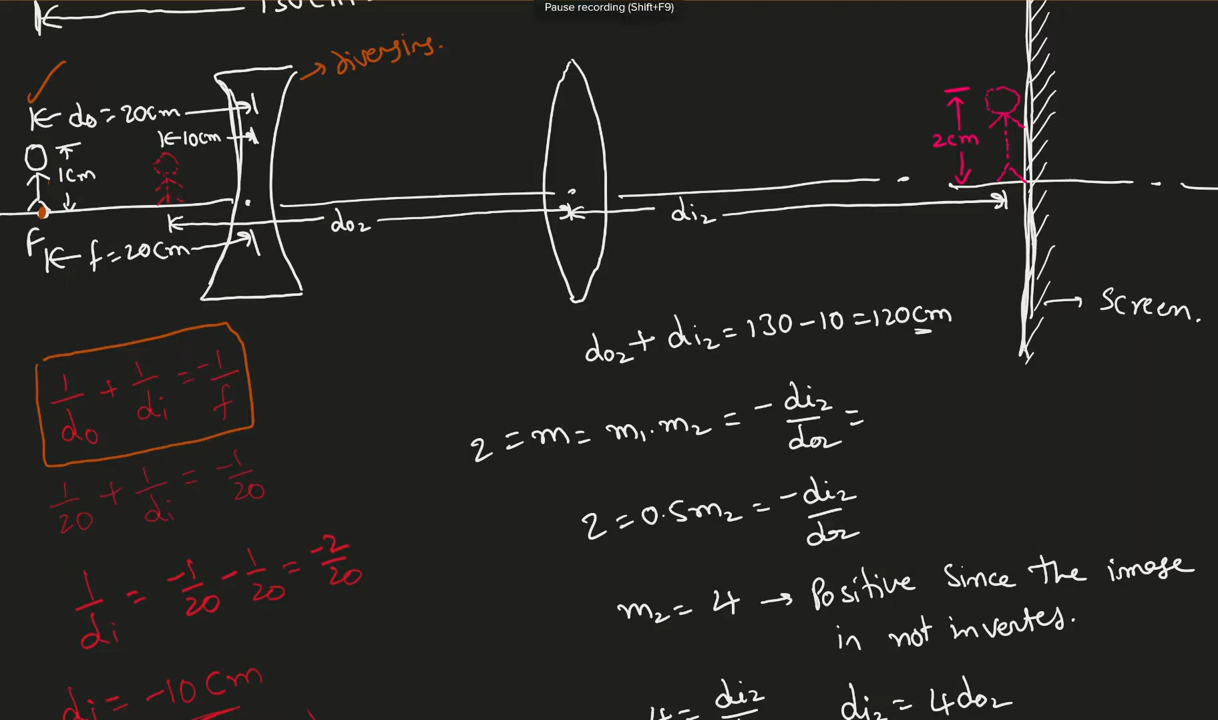 Pause recording (Shift+F9)
diversing.
do = 20cm
10cm
1cm
2cm
do2
di2
F
f = 20cm
Screen.
do2 + di2 = 130 - 10 = 120cm
1/do + 1/di = -1/f
2 = m = m1 . m2 = - di2/do2 =
1/20 + 1/di = -1/20
2 = 0.5m2 = - di2/do2
1/di = -1/20 - 1/20 = -2/20
m2 = 4 → Positive since the image
in not invertes.
di = -10 cm
di2 = 4do2